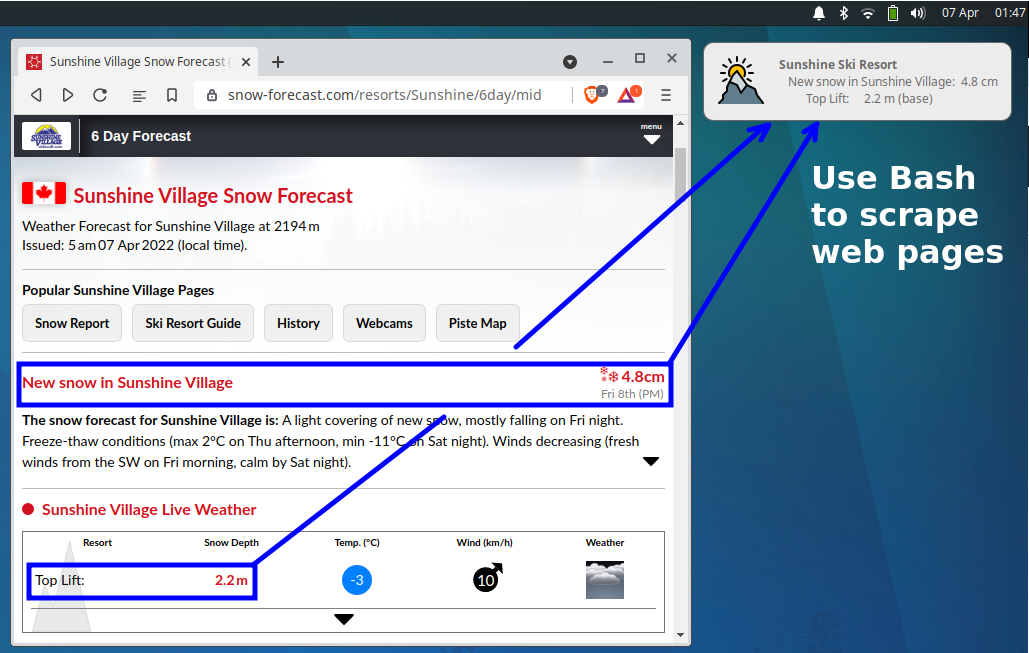 07 Apr 01:47
Sunshine Village Snow Forecast (
snow-forecast.com/resorts/Sunshine/6day/mid
7
1
SUNSHINE
VILLAGE
6 Day Forecast
menu
Sunshine Village Snow Forecast
Weather Forecast for Sunshine Village at 2194 m
Issued: 5 am 07 Apr 2022 (local time).
Popular Sunshine Village Pages
Snow Report Ski Resort Guide History Webcams Piste Map
New snow in Sunshine Village 4.8cm
Fri 8th (PM)
The snow forecast for Sunshine Village is: A light covering of new snow, mostly falling on Fri night.
Freeze-thaw conditions (max 2°C on Thu afternoon, min -11°C on Sat night). Winds decreasing (fresh
winds from the SW on Fri morning, calm by Sat night).
Sunshine Village Live Weather
Resort Snow Depth Temp. (°C) Wind (km/h) Weather
Top Lift: 2.2 m -3 10
Sunshine Ski Resort
New snow in Sunshine Village: 4.8 cm
Top Lift: 2.2 m (base)
Use Bash
to scrape
web pages